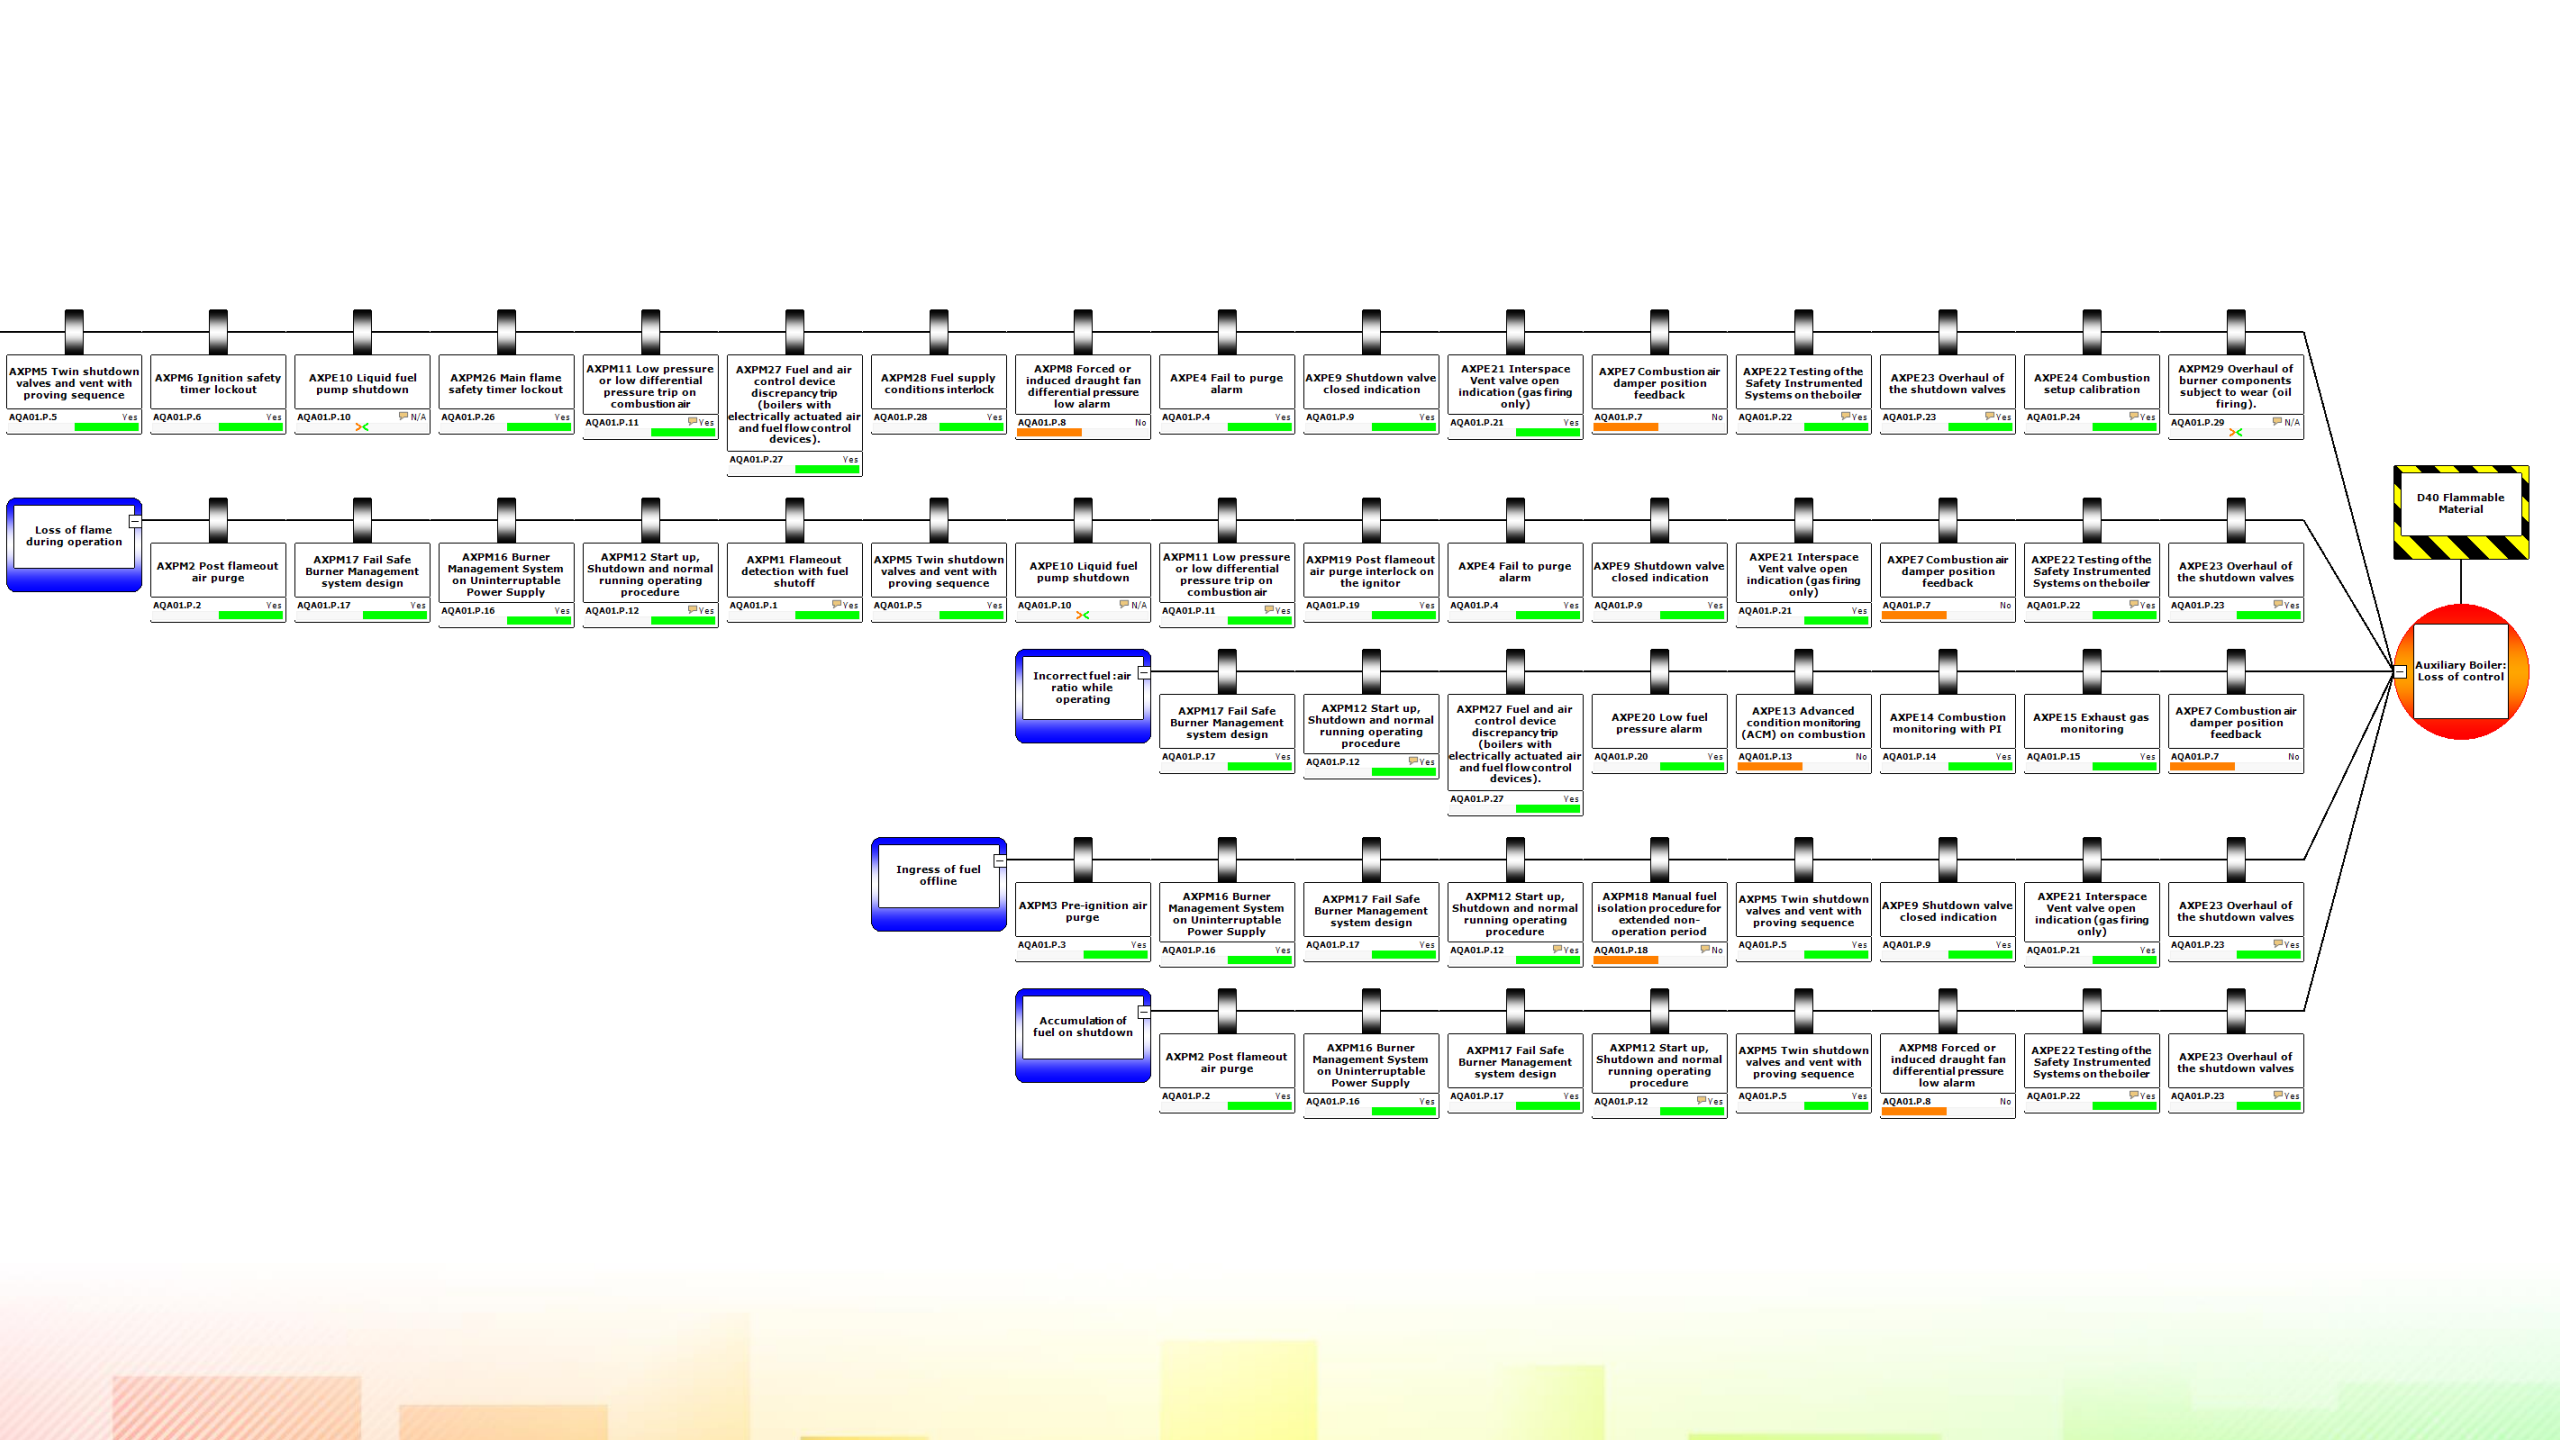 AXPM5 Twin shutdown
valves and vent with
proving sequence
AQA01.P.5 Yes
AXPM6 Ignition safety
timer lockout
AQA01.P.6 Yes
AXPE10 Liquid fuel
pump shutdown
AQA01.P.10 N/A
AXPM26 Main flame
safety timer lockout
AQA01.P.26 Yes
AXPM11 Low pressure
or low differential
pressure trip on
combustion air
AQA01.P.11 Yes
AXPM27 Fuel and air
control device
discrepancy trip
(boilers with
electrically actuated air
and fuel flow control
devices).
AQA01.P.27 Yes
AXPM28 Fuel supply
conditions interlock
AQA01.P.28 Yes
AXPM8 Forced or
induced draught fan
differential pressure
low alarm
AQA01.P.8 No
AXPE4 Fail to purge
alarm
AQA01.P.4 Yes
AXPE9 Shutdown valve
closed indication
AQA01.P.9 Yes
AXPE21 Interspace
Vent valve open
indication (gas firing
only)
AQA01.P.21 Yes
AXPE7 Combustion air
damper position
feedback
AQA01.P.7 No
AXPE22 Testing of the
Safety Instrumented
Systems on the boiler
AQA01.P.22 Yes
AXPE23 Overhaul of
the shutdown valves
AQA01.P.23 Yes
AXPE24 Combustion
setup calibration
AQA01.P.24 Yes
AXPM29 Overhaul of
burner components
subject to wear (oil
firing).
AQA01.P.29 N/A
D40 Flammable
Material
Loss of flame
during operation
AXPM2 Post flameout
air purge
AQA01.P.2 Yes
AXPM17 Fail Safe
Burner Management
system design
AQA01.P.17 Yes
AXPM16 Burner
Management System
on Uninterruptable
Power Supply
AQA01.P.16 Yes
AXPM12 Start up,
Shutdown and normal
running operating
procedure
AQA01.P.12 Yes
AXPM1 Flameout
detection with fuel
shutoff
AQA01.P.1 Yes
AXPM5 Twin shutdown
valves and vent with
proving sequence
AQA01.P.5 Yes
AXPE10 Liquid fuel
pump shutdown
AQA01.P.10 N/A
AXPM11 Low pressure
or low differential
pressure trip on
combustion air
AQA01.P.11 Yes
AXPM19 Post flameout
air purge interlock on
the ignitor
AQA01.P.19 Yes
AXPE4 Fail to purge
alarm
AQA01.P.4 Yes
AXPE9 Shutdown valve
closed indication
AQA01.P.9 Yes
AXPE21 Interspace
Vent valve open
indication (gas firing
only)
AQA01.P.21 Yes
AXPE7 Combustion air
damper position
feedback
AQA01.P.7 No
AXPE22 Testing of the
Safety Instrumented
Systems on the boiler
AQA01.P.22 Yes
AXPE23 Overhaul of
the shutdown valves
AQA01.P.23 Yes
Auxiliary Boiler:
Loss of control
Incorrect fuel:air
ratio while
operating
AXPM17 Fail Safe
Burner Management
system design
AQA01.P.17 Yes
AXPM12 Start up,
Shutdown and normal
running operating
procedure
AQA01.P.12 Yes
AXPM27 Fuel and air
control device
discrepancy trip
(boilers with
electrically actuated air
and fuel flow control
devices).
AQA01.P.27 Yes
AXPE20 Low fuel
pressure alarm
AQA01.P.20 Yes
AXPE13 Advanced
condition monitoring
(ACM) on combustion
AQA01.P.13 No
AXPE14 Combustion
monitoring with PI
AQA01.P.14 Yes
AXPE15 Exhaust gas
monitoring
AQA01.P.15 Yes
AXPE7 Combustion air
damper position
feedback
AQA01.P.7 No
Ingress of fuel
offline
AXPM3 Pre-ignition air
purge
AQA01.P.3 Yes
AXPM16 Burner
Management System
on Uninterruptable
Power Supply
AQA01.P.16 Yes
AXPM17 Fail Safe
Burner Management
system design
AQA01.P.17 Yes
AXPM12 Start up,
Shutdown and normal
running operating
procedure
AQA01.P.12 Yes
AXPM18 Manual fuel
isolation procedure for
extended non-
operation period
AQA01.P.18 No
AXPM5 Twin shutdown
valves and vent with
proving sequence
AQA01.P.5 Yes
AXPE9 Shutdown valve
closed indication
AQA01.P.9 Yes
AXPE21 Interspace
Vent valve open
indication (gas firing
only)
AQA01.P.21 Yes
AXPE23 Overhaul of
the shutdown valves
AQA01.P.23 Yes
Accumulation of
fuel on shutdown
AXPM2 Post flameout
air purge
AQA01.P.2 Yes
AXPM16 Burner
Management System
on Uninterruptable
Power Supply
AQA01.P.16 Yes
AXPM17 Fail Safe
Burner Management
system design
AQA01.P.17 Yes
AXPM12 Start up,
Shutdown and normal
running operating
procedure
AQA01.P.12 Yes
AXPM5 Twin shutdown
valves and vent with
proving sequence
AQA01.P.5 Yes
AXPM8 Forced or
induced draught fan
differential pressure
low alarm
AQA01.P.8 No
AXPE22 Testing of the
Safety Instrumented
Systems on the boiler
AQA01.P.22 Yes
AXPE23 Overhaul of
the shutdown valves
AQA01.P.23 Yes